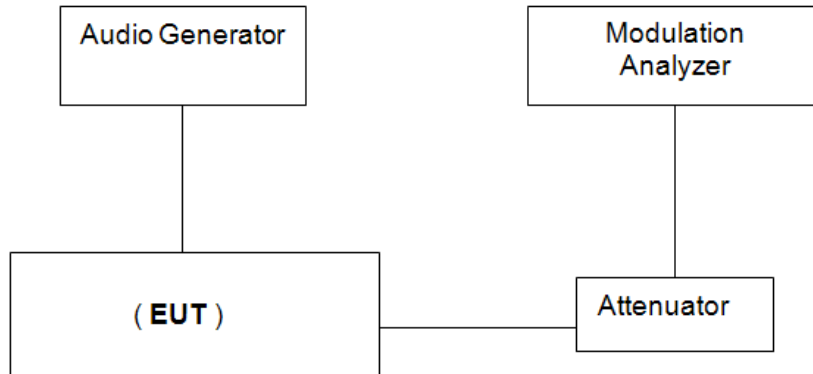 Audio Generator
Modulation
Analyzer
( EUT )
Attenuator